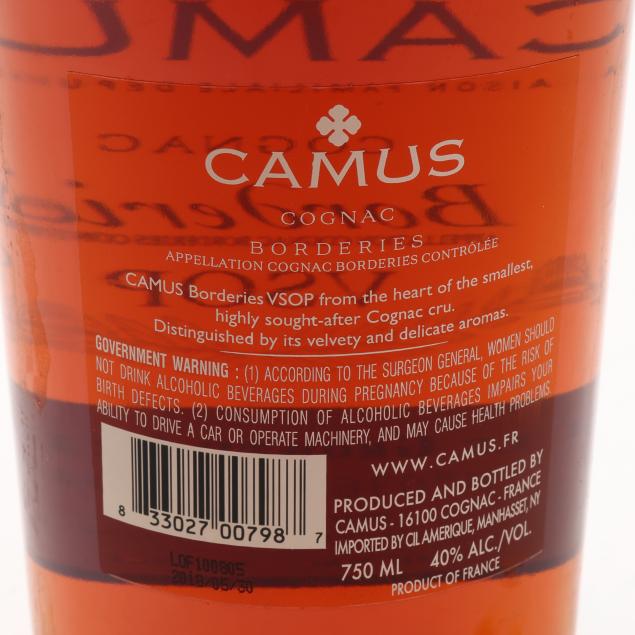 CAMUS
COGNAC
BORDERIES
APPELLATION COGNAC BORDERIES CONTRÔLÉE
CAMUS Borderies VSOP from the heart of the smallest,
highly sought-after Cognac cru.
Distinguished by its velvety and delicate aromas.
GOVERNMENT WARNING : (1) ACCORDING TO THE SURGEON GENERAL, WOMEN SHOULD
NOT DRINK ALCOHOLIC BEVERAGES DURING PREGNANCY BECAUSE OF THE RISK OF
BIRTH DEFECTS. (2) CONSUMPTION OF ALCOHOLIC BEVERAGES IMPAIRS YOUR
ABILITY TO DRIVE A CAR OR OPERATE MACHINERY, AND MAY CAUSE HEALTH PROBLEMS
WWW.CAMUS.FR
8 33027 00798 7
PRODUCED AND BOTTLED BY
CAMUS - 16100 COGNAC - FRANCE
IMPORTED BY CIL AMERIQUE, MANHASSET, NY
750 ML 40% ALC./VOL.
PRODUCT OF FRANCE
LOF100805
2018/05/30